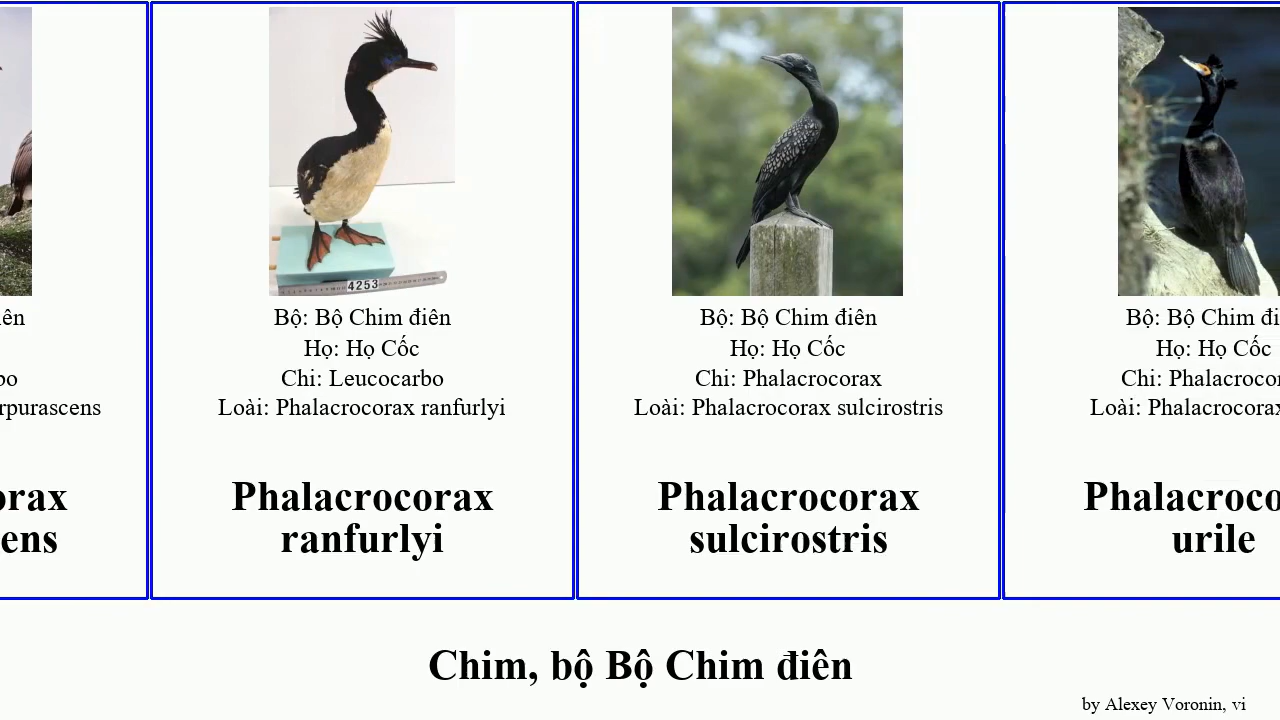 4253
iên
bo
rpurascens
orax
ens
Bộ: Bộ Chim điên
Họ: Họ Cốc
Chi: Leucocarbo
Loài: Phalacrocorax ranfurlyi
Phalacrocorax
ranfurlyi
Bộ: Bộ Chim điên
Họ: Họ Cốc
Chi: Phalacrocorax
Loài: Phalacrocorax sulcirostris
Phalacrocorax
sulcirostris
Bộ: Bộ Chim đi
Họ: Họ Cốc
Chi: Phalacrocor
Loài: Phalacrocorax
Phalacroco
urile
Chim, bộ Bộ Chim điên
by Alexey Voronin, vi